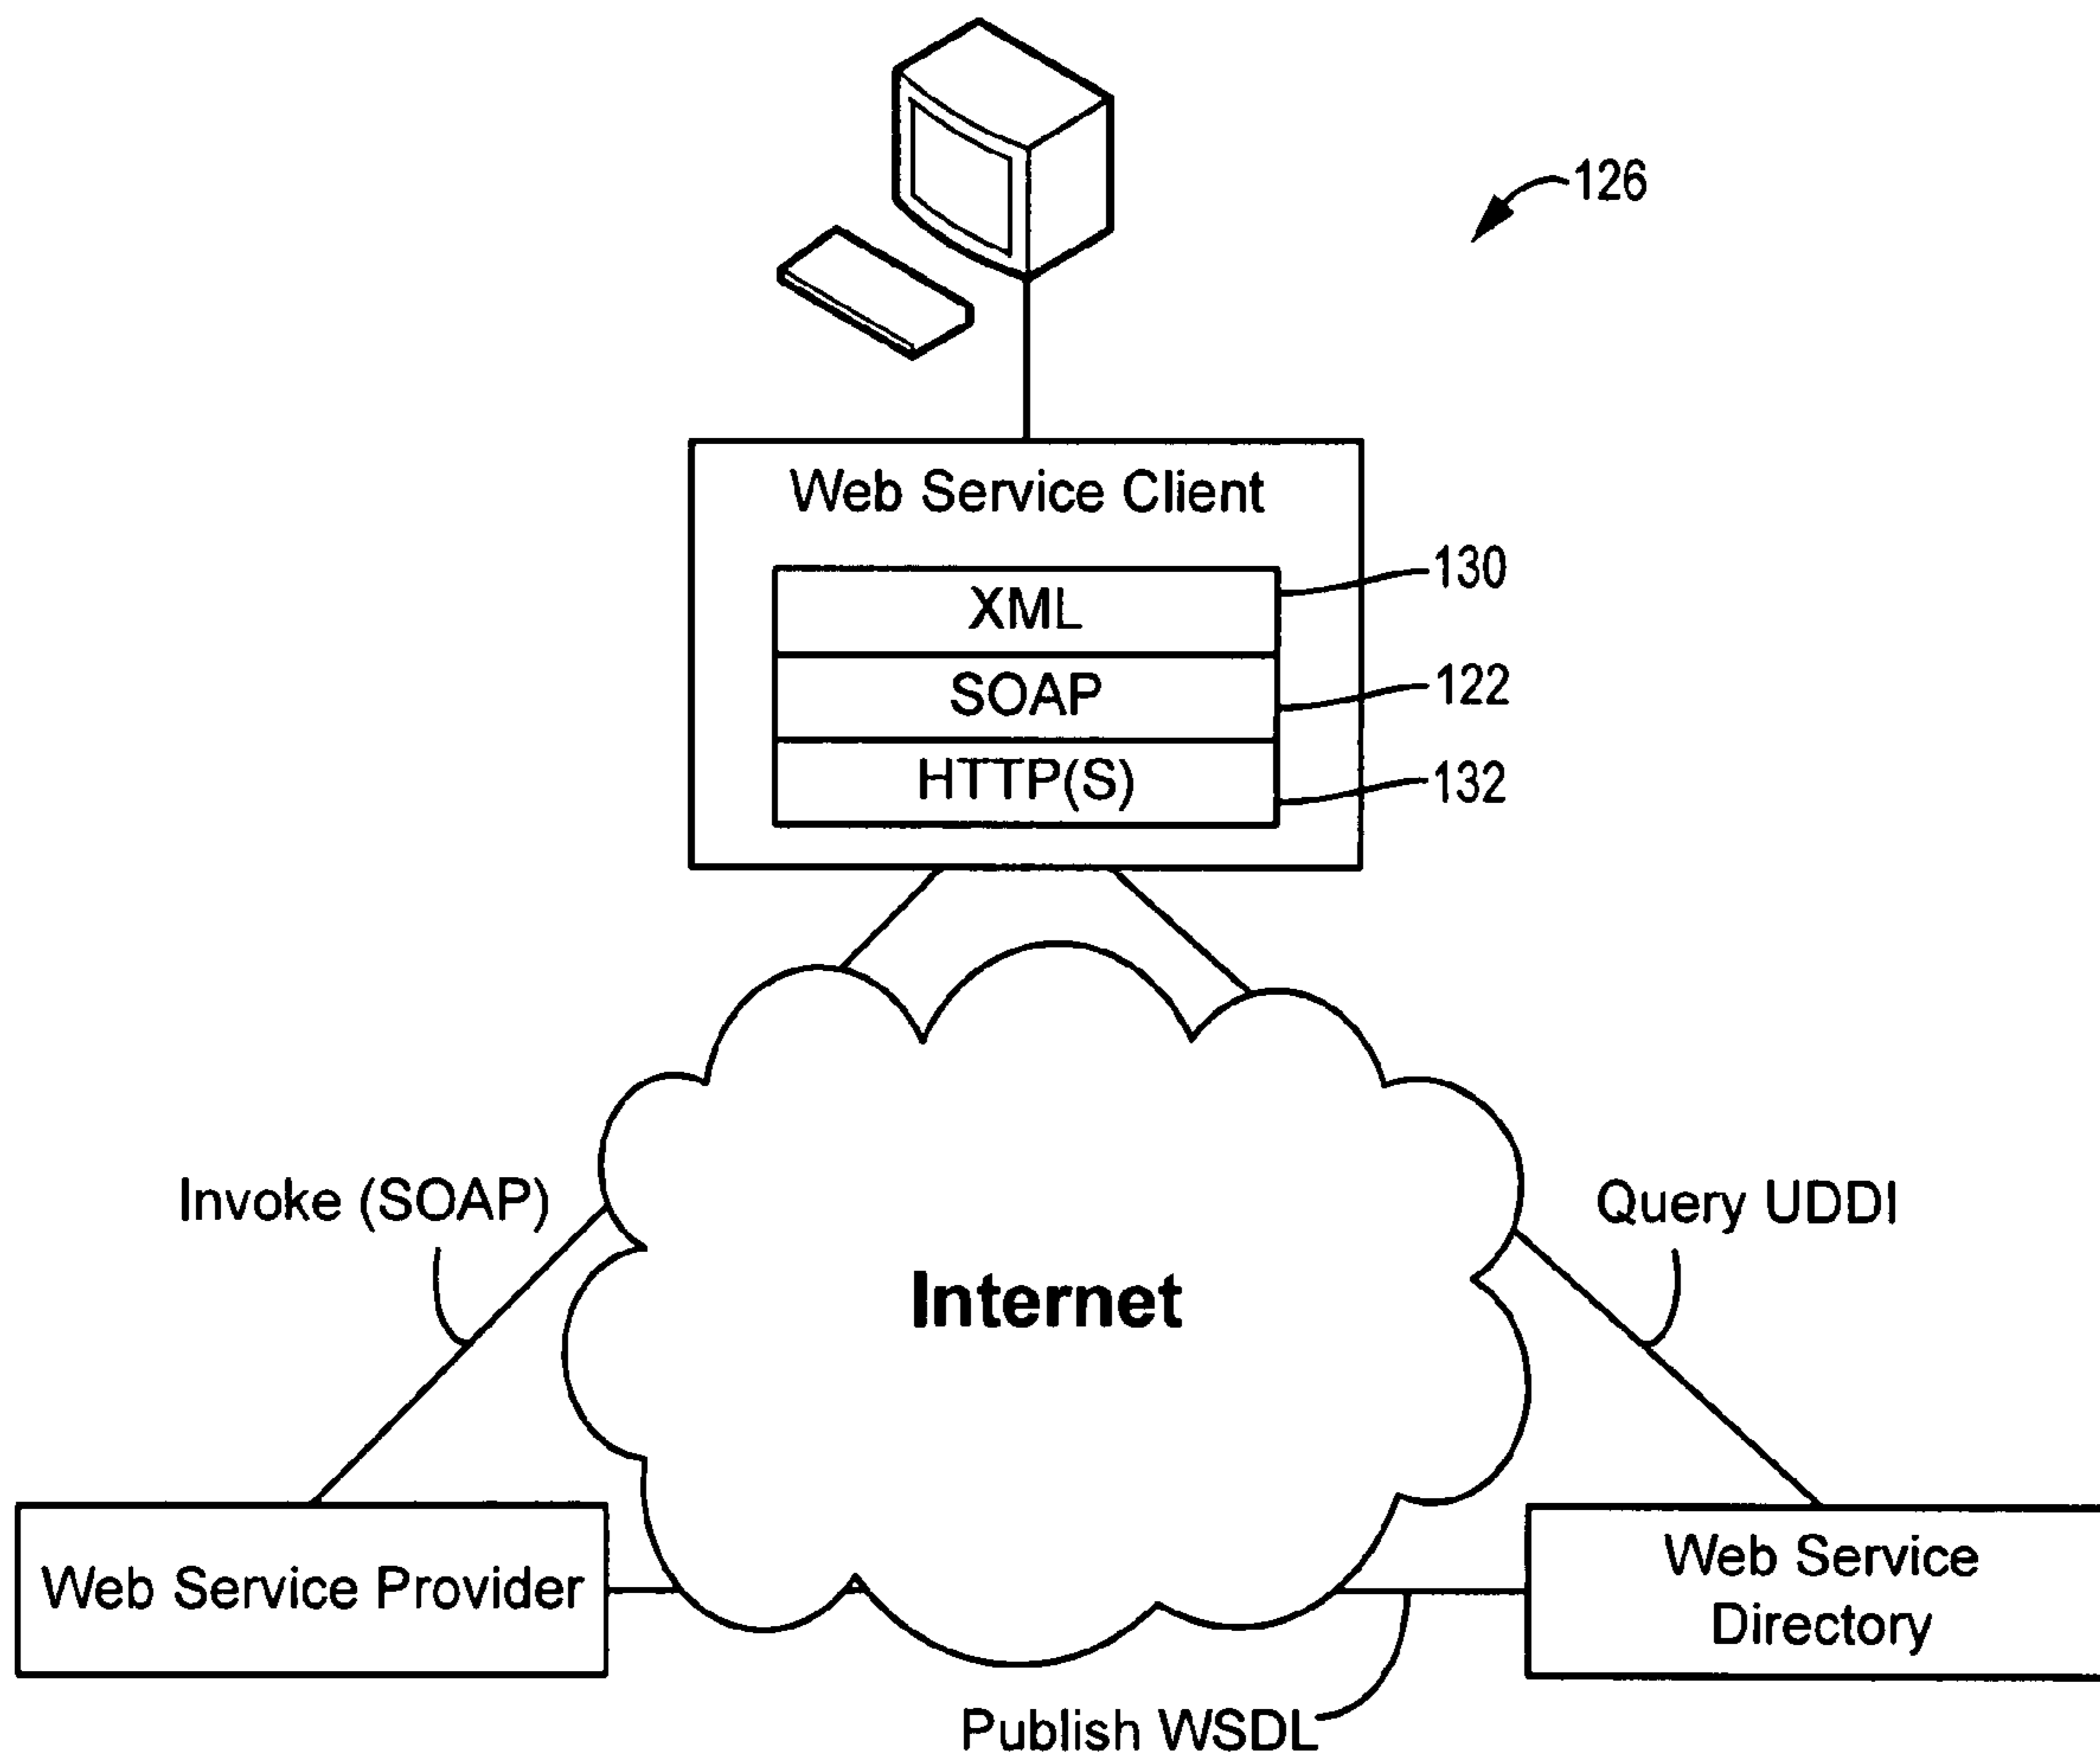 126
Web Service Client
XML
130
SOAP
122
HTTP(S)
132
Invoke (SOAP)
Query UDDI
Internet
Web Service Provider
Web Service
Directory
Publish WSDL